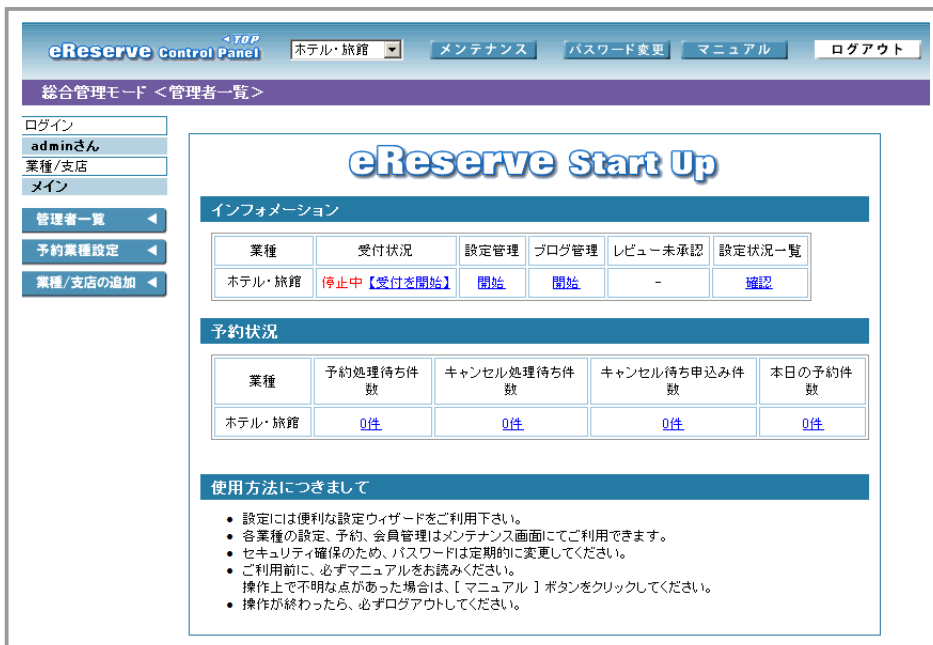 ◀TOP
eReserve Control Panel ホテル・旅館 メンテナンス パスワード変更 マニュアル ログアウト
総合管理モード <管理者一覧>
ログイン
adminさん
業種/支店
メイン
管理者一覧 ◀
予約業種設定 ◀
業種/支店の追加 ◀
eReserve Start Up
インフォメーション
業種 受付状況 設定管理 ブログ管理 レビュー未承認 設定状況一覧
ホテル・旅館 停止中【受付を開始】 開始 開始 - 確認
予約状況
業種 予約処理待ち件数 キャンセル処理待ち件数 キャンセル待ち申込み件数 本日の予約件数
ホテル・旅館 0件 0件 0件 0件
使用方法につきまして
● 設定には便利な設定ウィザードをご利用下さい。
● 各業種の設定、予約、会員管理はメンテナンス画面にてご利用できます。
● セキュリティ確保のため、パスワードは定期的に変更してください。
● ご利用前に、必ずマニュアルをお読みください。
操作上で不明な点があった場合は、[ マニュアル ] ボタンをクリックしてください。
● 操作が終わったら、必ずログアウトしてください。